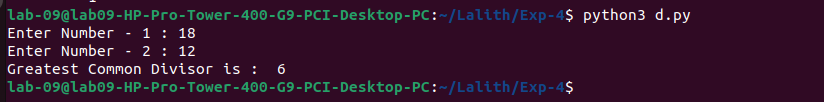 lab-09@lab09-HP-Pro-Tower-400-G9-PCI-Desktop-PC:~/Lalith/Exp-4$ python3 d.py
Enter Number - 1 : 18
Enter Number - 2 : 12
Greatest Common Divisor is :  6
lab-09@lab09-HP-Pro-Tower-400-G9-PCI-Desktop-PC:~/Lalith/Exp-4$